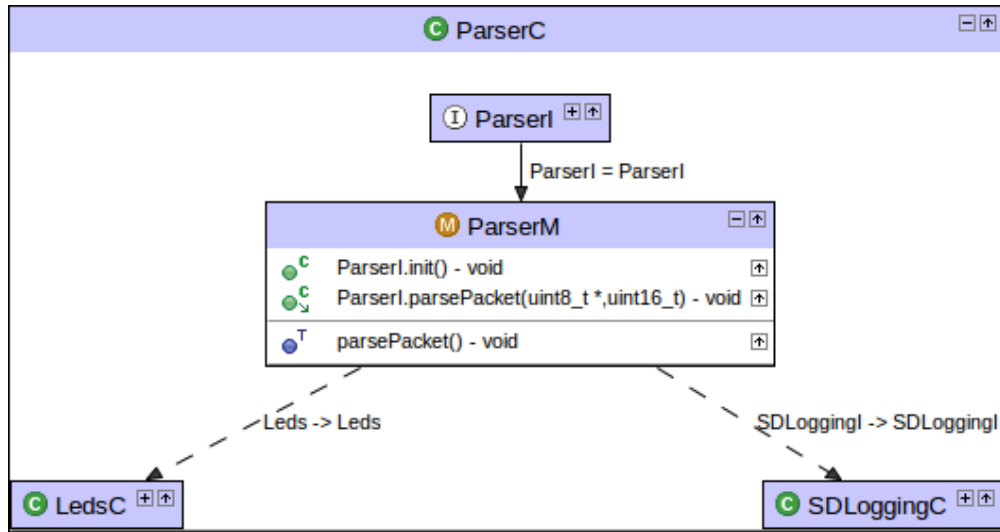 C ParserC
I ParserI
ParserI = ParserI
M ParserM
C ParserI.init() - void
C ParserI.parsePacket(uint8_t *,uint16_t) - void
T parsePacket() - void
Leds -> Leds
SDLoggingI -> SDLoggingI
C LedsC
C SDLoggingC